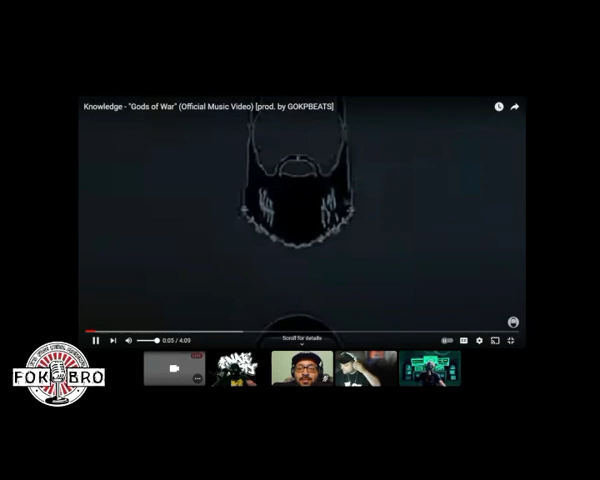 Knowledge - "Gods of War" (Official Music Video) [prod. by GOKPBEATS]
0:05 / 4:09
Scroll for details
FOK BRO